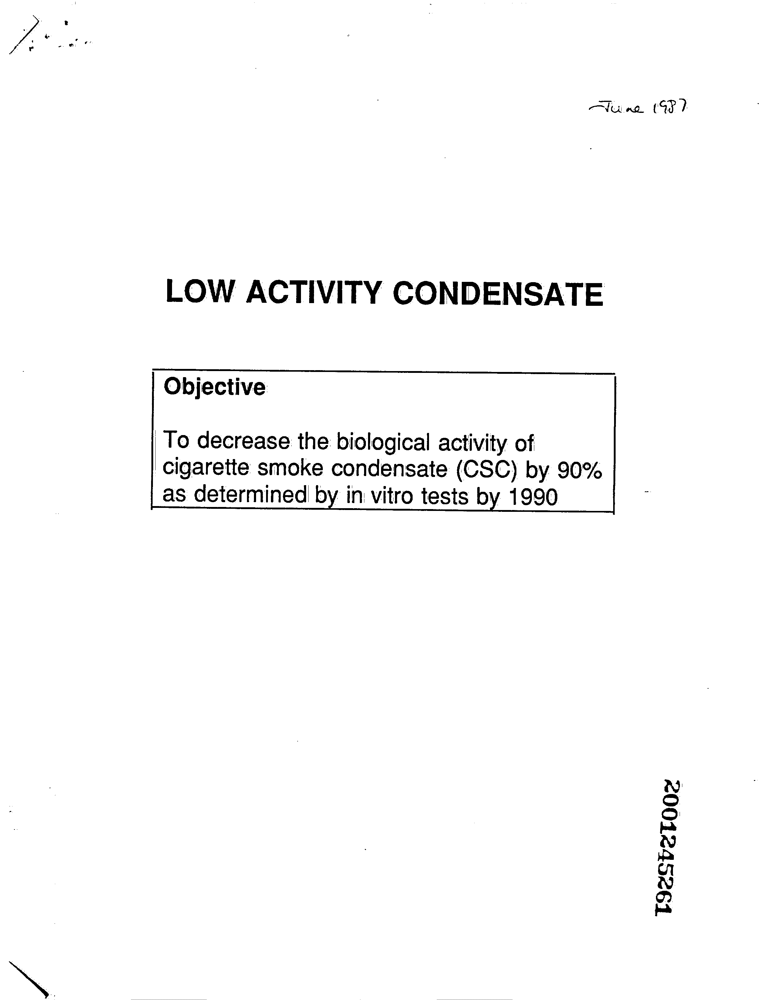 June 1987
LOW ACTIVITY CONDENSATE
Objective
To decrease the biological activity of
cigarette smoke condensate (CSC) by 90%
as determined by in vitro tests by 1990
2001245261